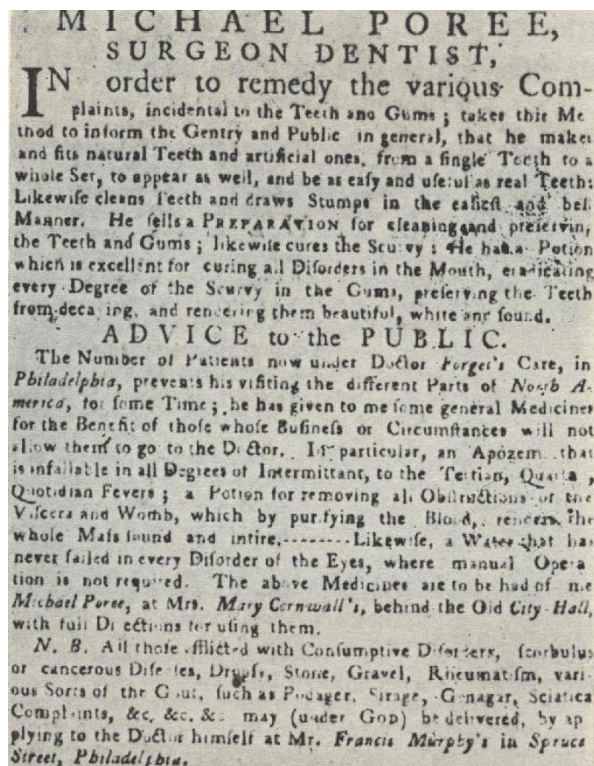 MICHAEL POREE,
SURGEON DENTIST,
IN order to remedy the various Com-
plaints, incidental to the Teeth and Gums; takes this Me
thod to inform the Gentry and Public in general, that he makes
and fits natural Teeth and artificial ones, from a single Tooth to a
whole Set, to appear as well, and be as easy and useful as real Teeth:
Likewise cleans Teeth and draws Stumps in the easiest and best
Manner. He sells a PREPARATION for cleaning and preserving
the Teeth and Gums; likewise cures the Scurvy: He has a Potion
which is excellent for curing all Disorders in the Mouth, eradicating
every Degree of the Scurvy in the Gums, preserving the Teeth
from decaying, and rendering them beautiful, white and sound.
ADVICE to the PUBLIC.
The Number of Patients now under Doctor Forget's Care, in
Philadelphia, prevents his visiting the different Parts of North A-
merica, for some Time; he has given to me some general Medicines
for the Benefit of those whose Business or Circumstances will not
allow them to go to the Doctor. In particular, an Apozem that
is infallable in all Degrees of Intermittant, to the Tertian,
Quotidian Fevers; a Potion for removing all Obstructions of the
Viscera and Womb, which by purifying the Blood, renders the
whole Mass sound and intire,--------Likewise, a Water that has
never failed in every Disorder of the Eyes, where manual Opera
tion is not required. The above Medicines are to be had of me
Michael Poree, at Mrs. Mary Cornwall's, behind the Old City Hall,
with full Directions for using them.
N. B. All those afflicted with Consumptive Disorders, scorbutus
or cancerous Diseases, Dropsy, Stone, Gravel, Rheumatism, vari-
ous Sorts of the Gout, such as Podager, Sirage, Gonagar, Sciatica
Complaints, &c. &c. &c. may (under GOD) be delivered, by ap
plying to the Doctor himself at Mr. Francis Murphy's in Spruce
Street, Philadelphia.